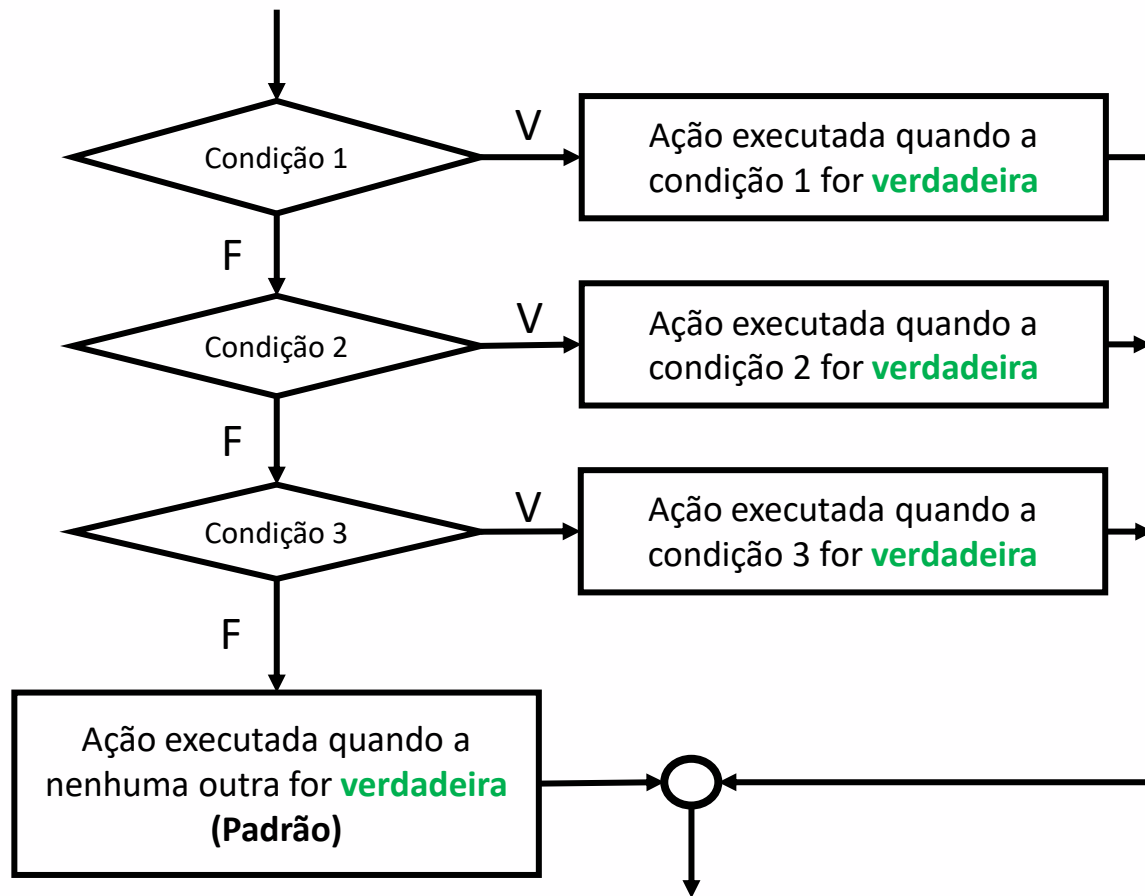 Condição 1
V
Ação executada quando a
condição 1 for verdadeira
F
Condição 2
V
Ação executada quando a
condição 2 for verdadeira
F
Condição 3
V
Ação executada quando a
condição 3 for verdadeira
F
Ação executada quando a
nenhuma outra for verdadeira
(Padrão)